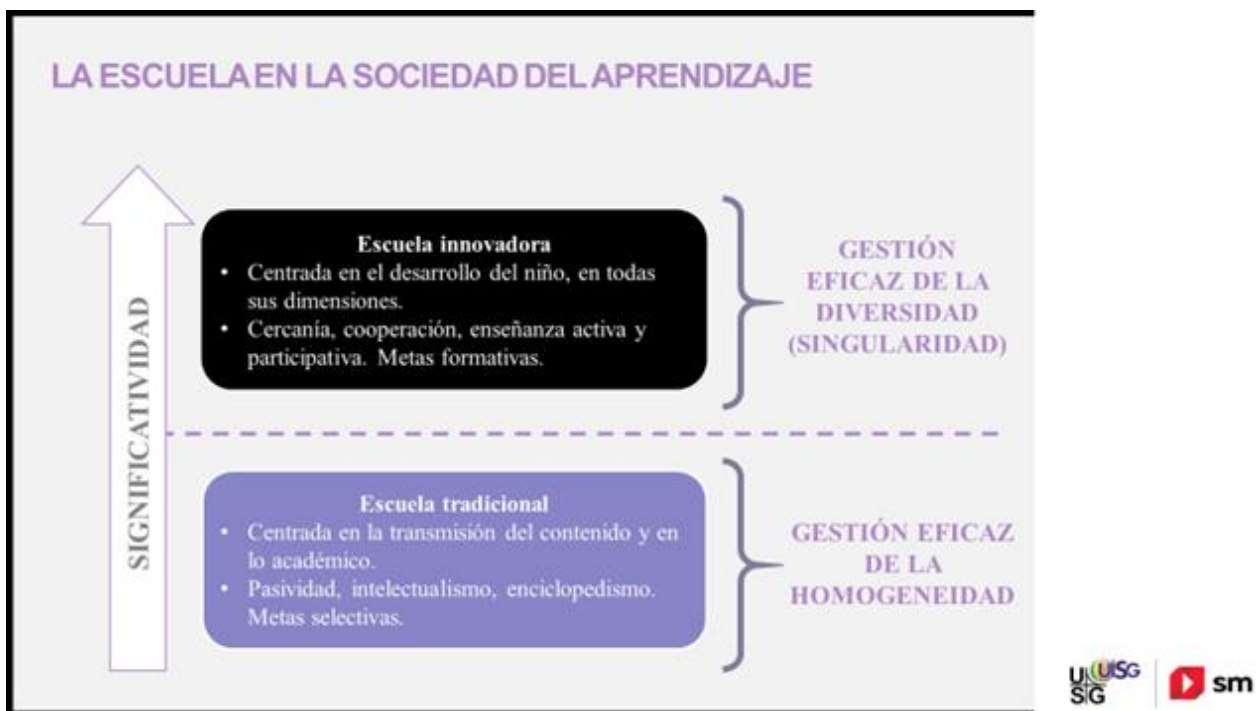 LA ESCUELA EN LA SOCIEDAD DEL APRENDIZAJE
SIGNIFICATIVIDAD
Escuela innovadora
• Centrada en el desarrollo del niño, en todas
sus dimensiones.
• Cercanía, cooperación, enseñanza activa y
participativa. Metas formativas.
GESTIÓN
EFICAZ DE LA
DIVERSIDAD
(SINGULARIDAD)
Escuela tradicional
• Centrada en la transmisión del contenido y en
lo académico.
• Pasividad, intelectualismo, enciclopedismo.
Metas selectivas.
GESTIÓN EFICAZ
DE LA
HOMOGENEIDAD
U UISG
SG
sm